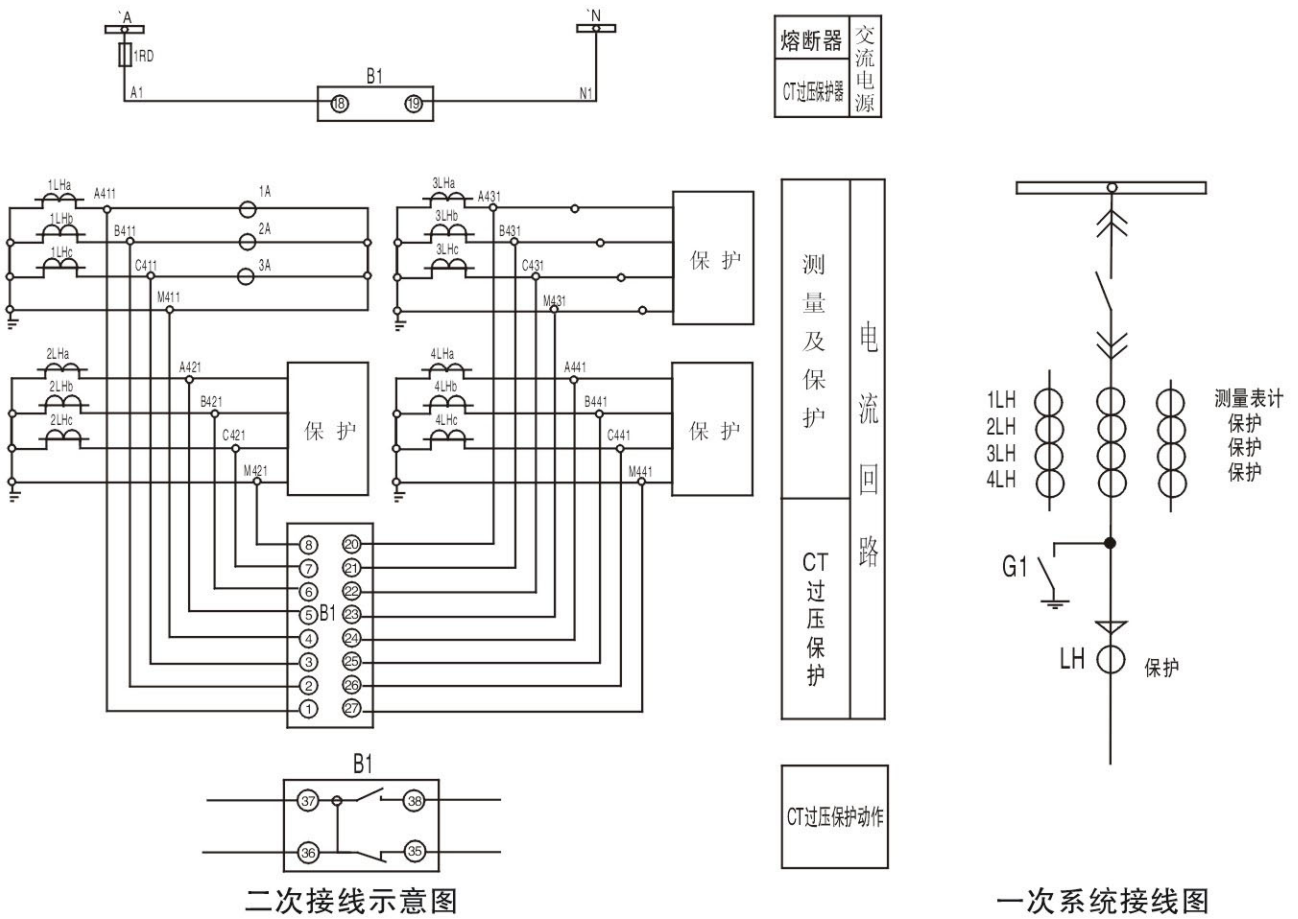 `A
`N
1RD
A1
N1
B1
18
19
熔断器
CT过压保护器
交流电源
1LHa
A411
1A
1LHb
B411
2A
1LHc
C411
3A
M411
3LHa
A431
3LHb
B431
3LHc
C431
M431
保护
2LHa
A421
2LHb
B421
2LHc
C421
M421
保护
4LHa
A441
4LHb
B441
4LHc
C441
M441
保护
8
20
7
21
6
22
5
B1
23
4
24
3
25
2
26
1
27
测量及保护
电流回路
CT过压保护
B1
37
38
36
35
CT过压保护动作
二次接线示意图
1LH
测量表计
2LH
保护
3LH
保护
4LH
保护
G1
LH
保护
一次系统接线图